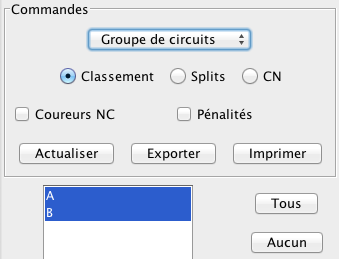 Commandes
Groupe de circuits
Classement Splits CN
Coureurs NC Pénalités
Actualiser Exporter Imprimer
A
B
Tous
Aucun